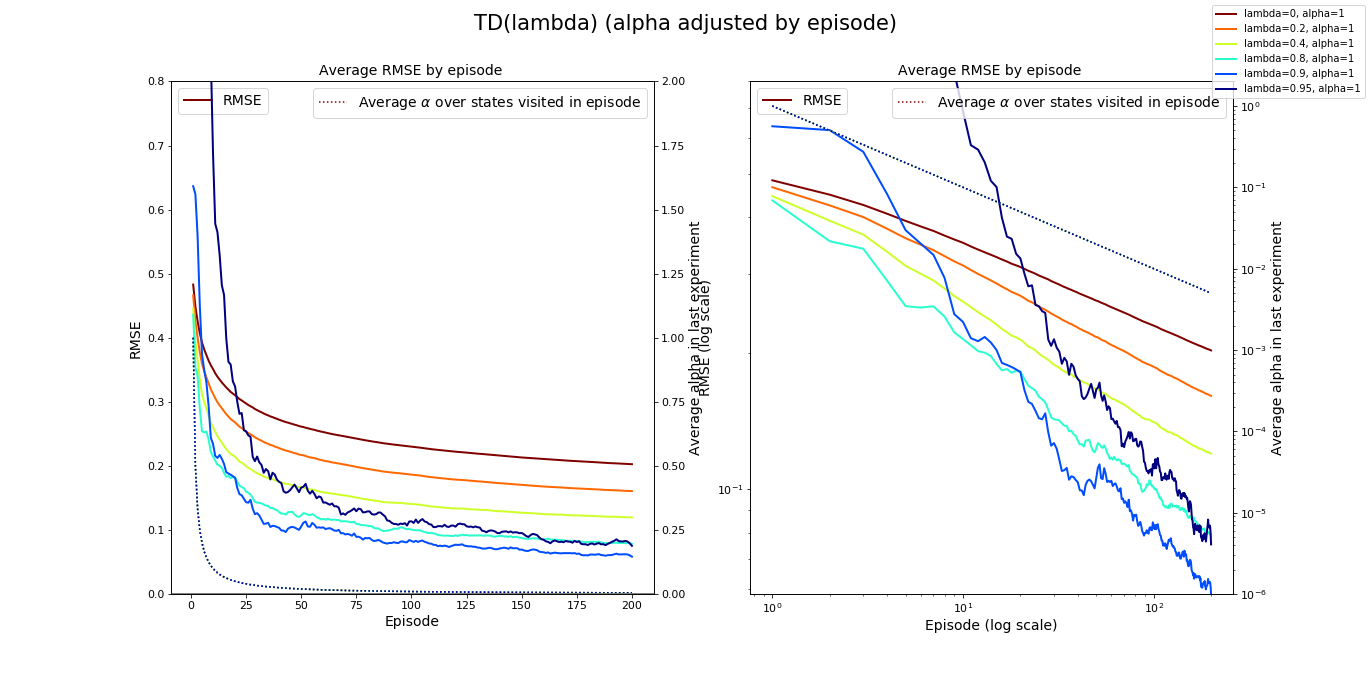 TD(lambda) (alpha adjusted by episode)
lambda=0, alpha=1
lambda=0.2, alpha=1
lambda=0.4, alpha=1
lambda=0.8, alpha=1
lambda=0.9, alpha=1
lambda=0.95, alpha=1
Average RMSE by episode
RMSE
Average α over states visited in episode
0.8
0.7
0.6
0.5
0.4
0.3
0.2
0.1
0.0
RMSE
0
25
50
75
100
125
150
175
200
Episode
2.00
1.75
1.50
1.25
1.00
0.75
0.50
0.25
0.00
Average alpha in last experiment
Average RMSE by episode
RMSE
Average α over states visited in episode
RMSE (log scale)
10⁻¹
10⁰
10¹
10²
Episode (log scale)
10⁰
10⁻¹
10⁻²
10⁻³
10⁻⁴
10⁻⁵
10⁻⁶
Average alpha in last experiment